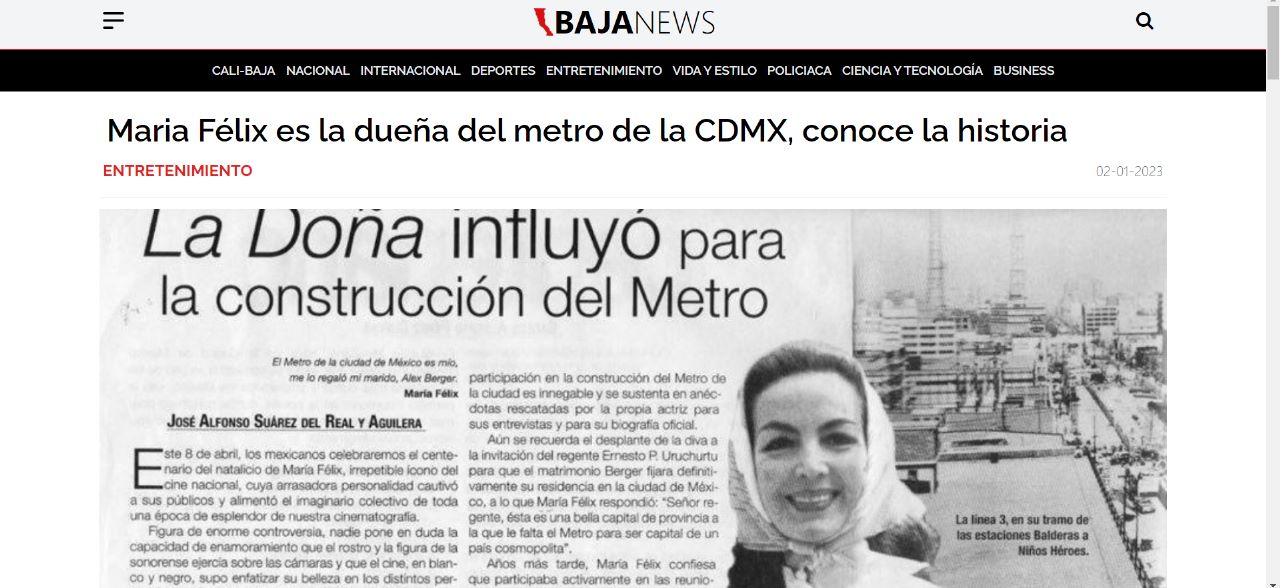 BAJANEWS
CALI-BAJA NACIONAL INTERNACIONAL DEPORTES ENTRETENIMIENTO VIDA Y ESTILO POLICIACA CIENCIA Y TECNOLOGÍA BUSINESS
Maria Félix es la dueña del metro de la CDMX, conoce la historia
ENTRETENIMIENTO
02-01-2023
La Doña influyó para
la construcción del Metro
El Metro de la ciudad de México es mío,
me lo regaló mi marido, Alex Berger.
María Félix
JOSÉ ALFONSO SUÁREZ DEL REAL Y AGUILERA
Este 8 de abril, los mexicanos celebraremos el cente-
nario del natalicio de María Félix, irrepetible ícono del
cine nacional, cuya arrasadora personalidad cautivó
a sus públicos y alimentó el imaginario colectivo de toda
una época de esplendor de nuestra cinematografía.
Figura de enorme controversia, nadie pone en duda la
capacidad de enamoramiento que el rostro y la figura de la
sonorense ejercía sobre las cámaras y que el cine, en blan-
co y negro, supo enfatizar su belleza en los distintos per-
participación en la construcción del Metro de
la ciudad es innegable y se sustenta en anéc-
dotas rescatadas por la propia actriz para
sus entrevistas y para su biografía oficial.
Aún se recuerda el desplante de la diva a
la invitación del regente Ernesto P. Uruchurtu
para que el matrimonio Berger fijara definiti-
vamente su residencia en la ciudad de Méxi-
co, a lo que María Félix respondió: “Señor re-
gente, ésta es una bella capital de provincia a
la que le falta el Metro para ser capital de un
país cosmopolita”.
Años más tarde, María Félix confiesa
que participaba activamente en las reunio-
La línea 3, en su tramo de
las estaciones Balderas a
Niños Héroes.